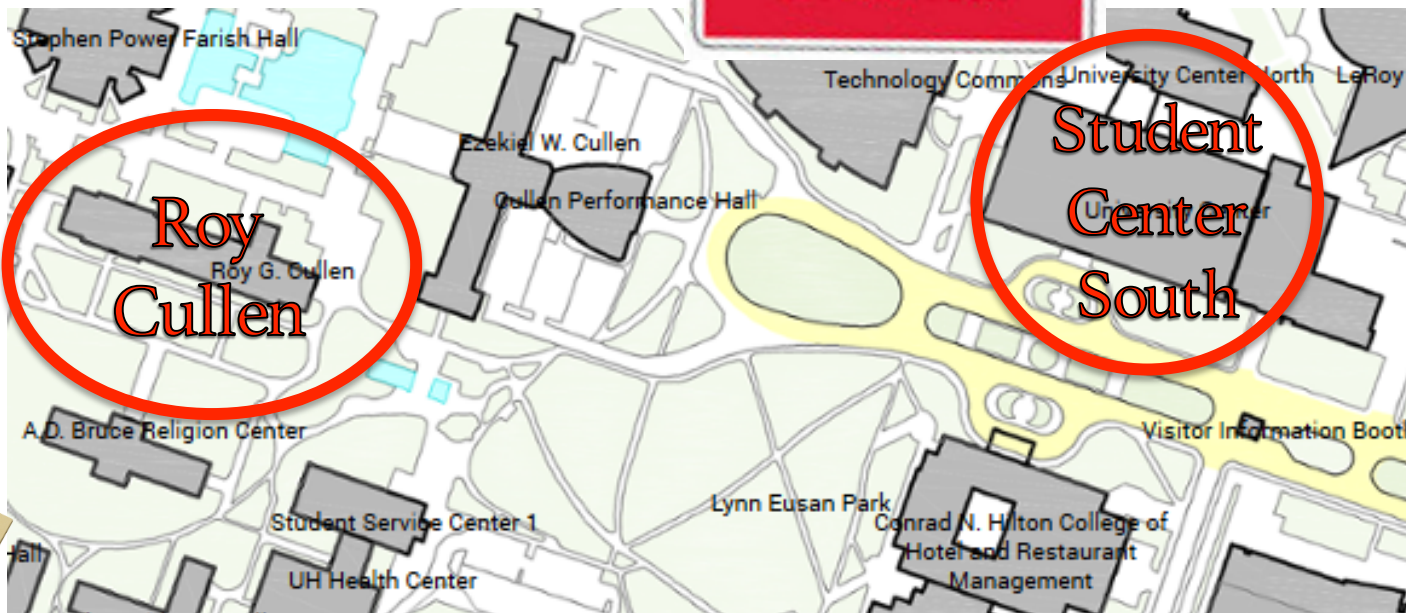 Stephen Power Farish Hall
Technology Commons
University Center North
LeRoy
Ezekiel W. Cullen
Student
Center
South
Cullen Performance Hall
University Center
Roy
Cullen
Roy G. Cullen
A.D. Bruce Religion Center
Visitor Information Booth
Lynn Eusan Park
Student Service Center 1
Conrad N. Hilton College of
Hotel and Restaurant
Management
Hall
UH Health Center